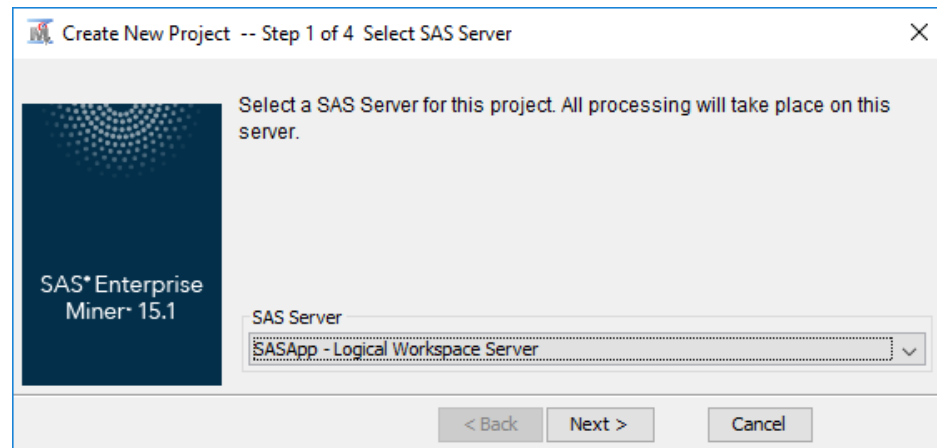 Create New Project -- Step 1 of 4 Select SAS Server
Select a SAS Server for this project. All processing will take place on this
server.
SAS® Enterprise
Miner™ 15.1
SAS Server
SASApp - Logical Workspace Server
< Back
Next >
Cancel